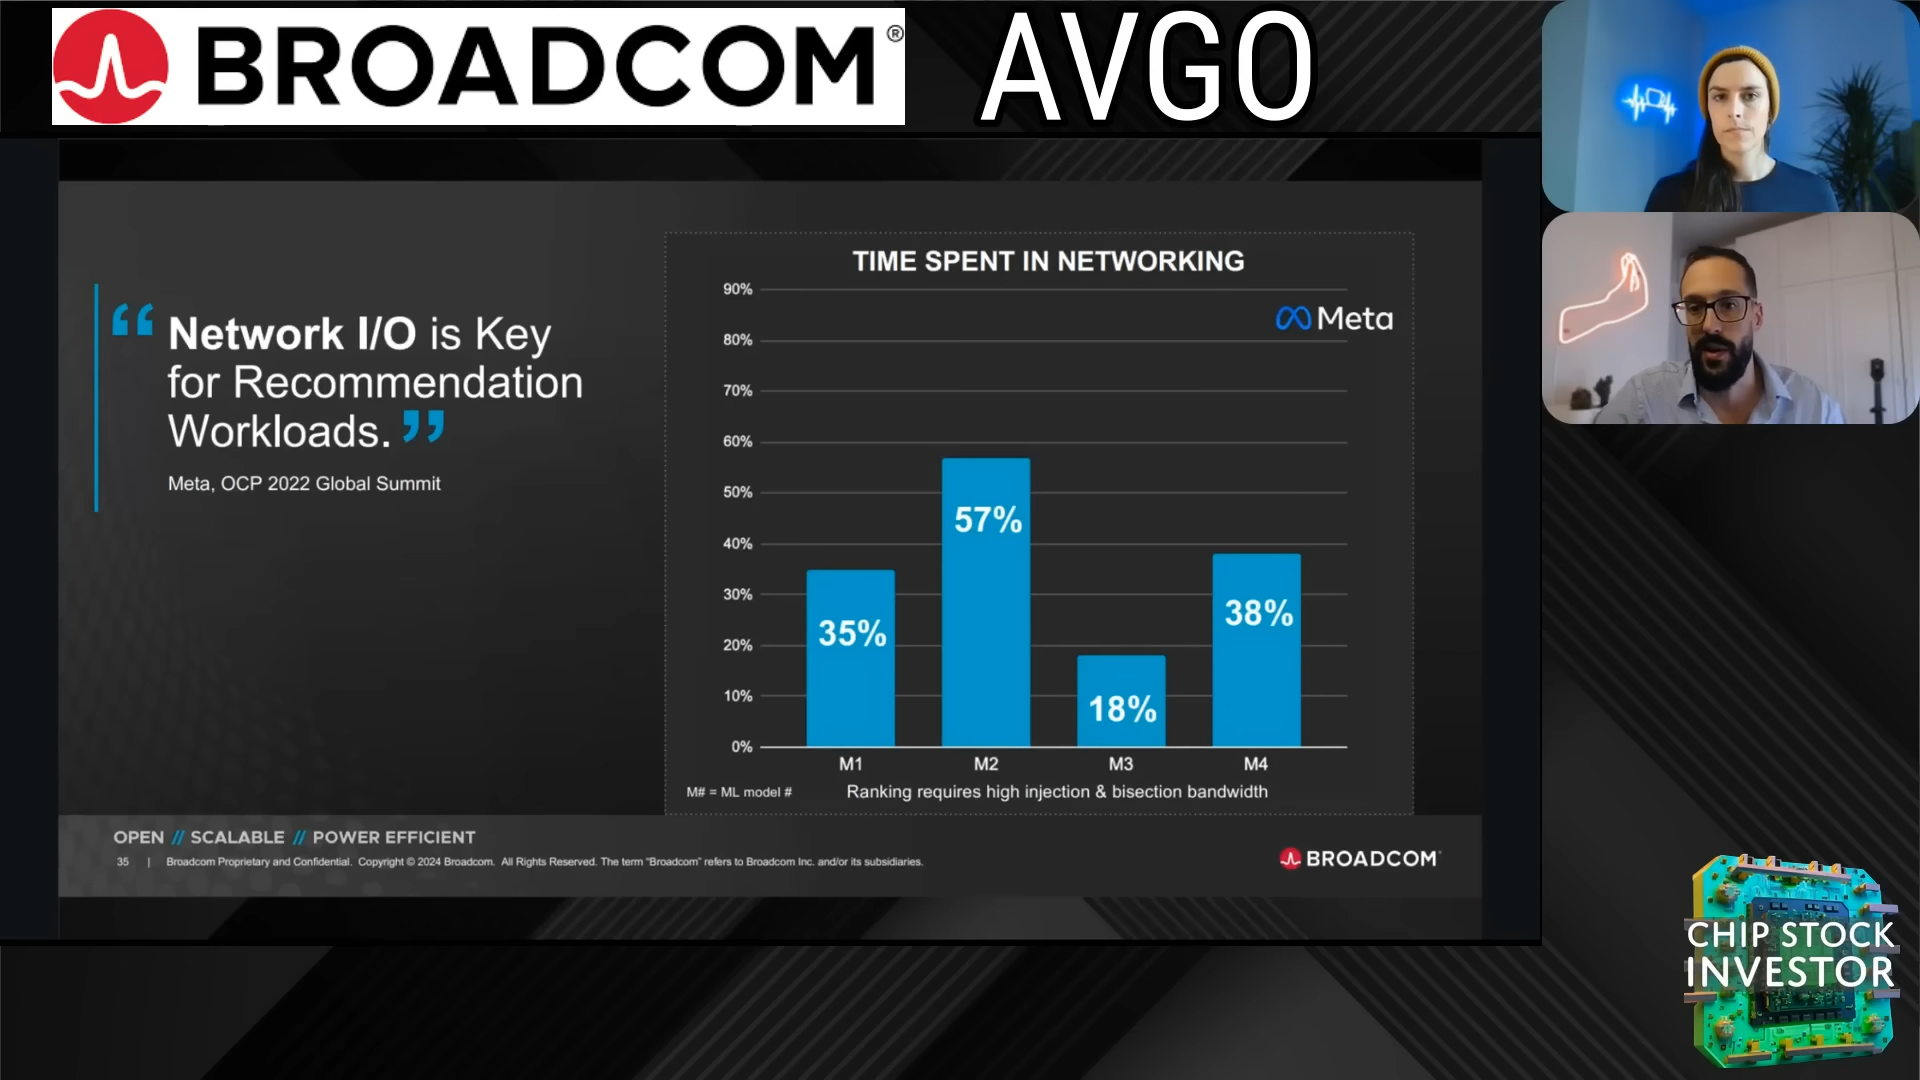 BROADCOM®
AVGO
“Network I/O is Key
for Recommendation
Workloads.”
Meta, OCP 2022 Global Summit
TIME SPENT IN NETWORKING
Meta
90%
80%
70%
60%
50%
40%
30%
20%
10%
0%
35%
57%
18%
38%
M1 M2 M3 M4
M# = ML model #
Ranking requires high injection & bisection bandwidth
OPEN // SCALABLE // POWER EFFICIENT
35 | Broadcom Proprietary and Confidential. Copyright © 2024 Broadcom. All Rights Reserved. The term "Broadcom" refers to Broadcom Inc. and/or its subsidiaries.
BROADCOM
CHIP STOCK
INVESTOR